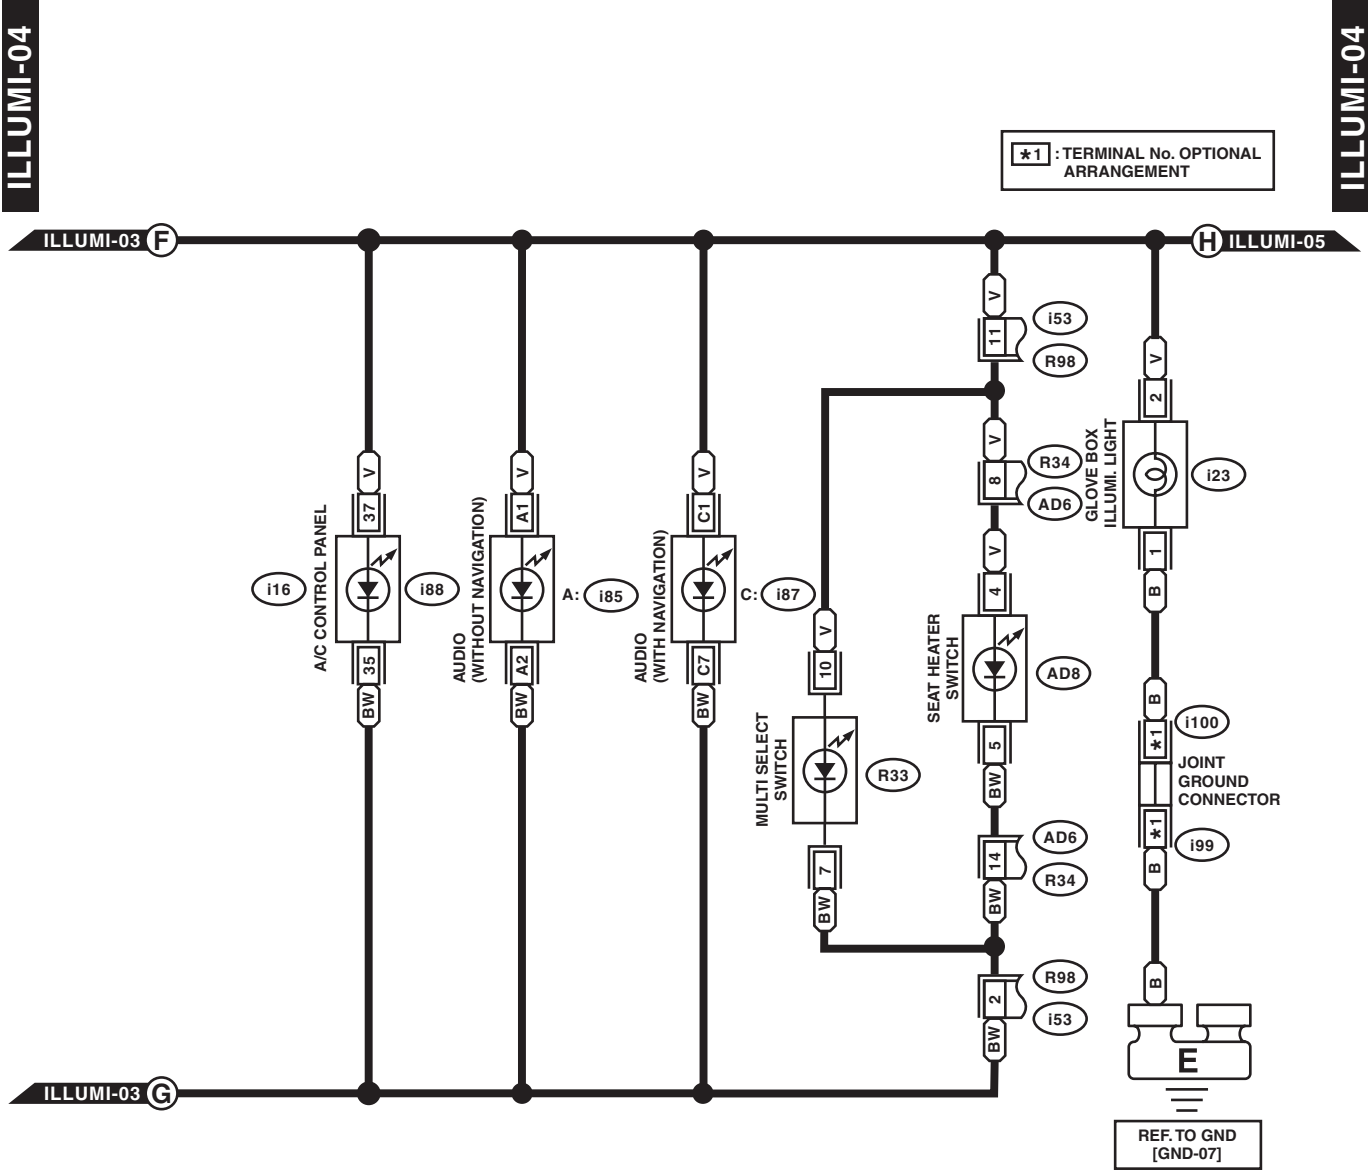 ILLUMI-04
ILLUMI-04
*1 : TERMINAL No. OPTIONAL
ARRANGEMENT
ILLUMI-03 F
H ILLUMI-05
V
37
A/C CONTROL PANEL
i16
i88
35
BW
V
A1
AUDIO
(WITHOUT NAVIGATION)
A: i85
A2
BW
V
C1
AUDIO
(WITH NAVIGATION)
C: i87
C7
BW
V
10
MULTI SELECT
SWITCH
R33
7
BW
V
11
i53
R98
V
8
R34
AD6
V
4
SEAT HEATER
SWITCH
AD8
5
BW
14
AD6
R34
BW
2
R98
i53
BW
V
2
GLOVE BOX
ILLUMI. LIGHT
i23
1
B
B
*1
i100
JOINT
GROUND
CONNECTOR
*1
i99
B
B
E
REF. TO GND
[GND-07]
ILLUMI-03 G